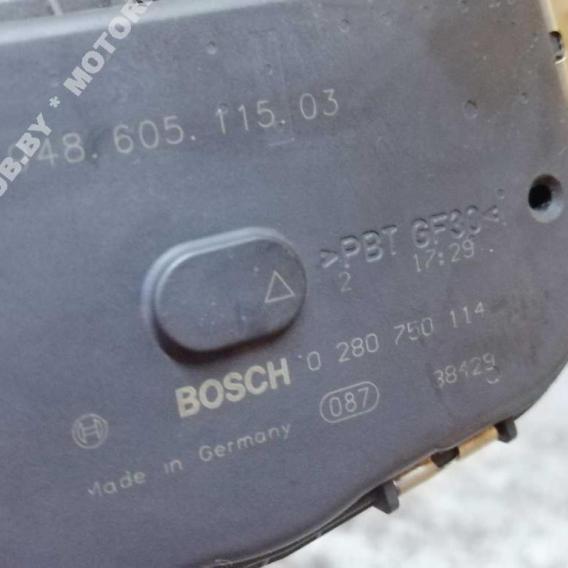 48.605.115.03
>PBT GF30<
2 17:29
BOSCH 0 280 750 114
087 38429
Made in Germany